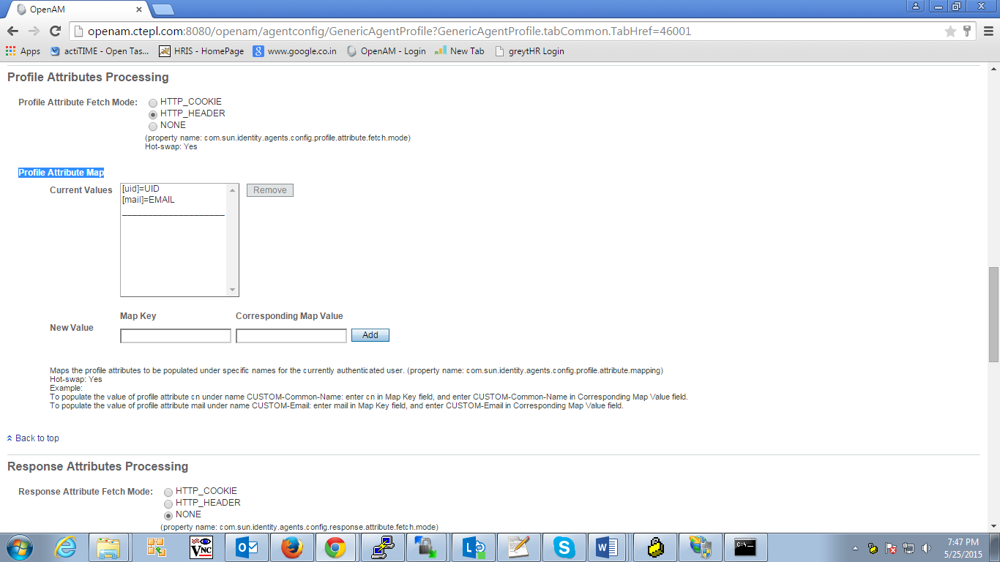 OpenAM
openam.ctepl.com:8080/openam/agentconfig/GenericAgentProfile?GenericAgentProfile.tabCommon.TabHref=46001
Apps actiTIME - Open Tas... HRIS - HomePage www.google.co.in OpenAM - Login New Tab greytHR Login
Profile Attributes Processing
Profile Attribute Fetch Mode: HTTP_COOKIE
HTTP_HEADER
NONE
(property name: com.sun.identity.agents.config.profile.attribute.fetch.mode)
Hot-swap: Yes
Profile Attribute Map
Current Values [uid]=UID Remove
[mail]=EMAIL
Map Key Corresponding Map Value
New Value Add
Maps the profile attributes to be populated under specific names for the currently authenticated user. (property name: com.sun.identity.agents.config.profile.attribute.mapping)
Hot-swap: Yes
Example:
To populate the value of profile attribute cn under name CUSTOM-Common-Name: enter cn in Map Key field, and enter CUSTOM-Common-Name in Corresponding Map Value field.
To populate the value of profile attribute mail under name CUSTOM-Email: enter mail in Map Key field, and enter CUSTOM-Email in Corresponding Map Value field.
Back to top
Response Attributes Processing
Response Attribute Fetch Mode: HTTP_COOKIE
HTTP_HEADER
NONE
(property name: com.sun.identity.agents.config.response.attribute.fetch.mode)
7:47 PM
5/25/2015